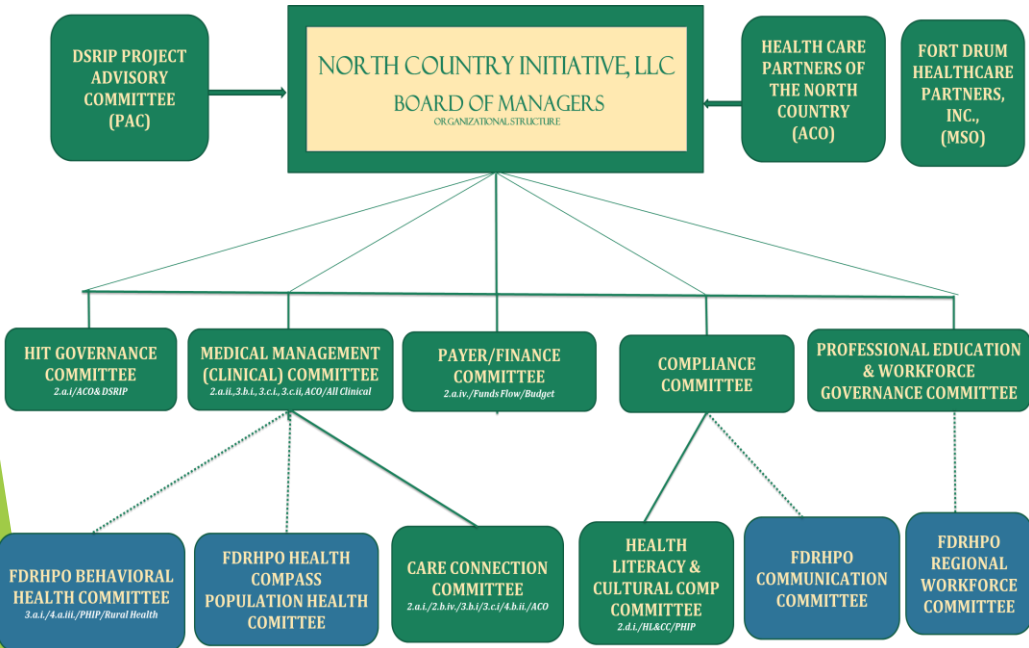 DSRIP PROJECT
ADVISORY
COMMITTEE
(PAC)
NORTH COUNTRY INITIATIVE, LLC
BOARD OF MANAGERS
ORGANIZATIONAL STRUCTURE
HEALTH CARE
PARTNERS OF
THE NORTH
COUNTRY
(ACO)
FORT DRUM
HEALTHCARE
PARTNERS,
INC.,
(MSO)
HIT GOVERNANCE
COMMITTEE
2.a.i/ACO& DSRIP
MEDICAL MANAGEMENT
(CLINICAL) COMMITTEE
2.a.ii.,3.b.i., 3.c.i., 3.c.ii, ACO/All Clinical
PAYER/FINANCE
COMMITTEE
2.a.iv./Funds Flow/Budget
COMPLIANCE
COMMITTEE
PROFESSIONAL EDUCATION
& WORKFORCE
GOVERNANCE COMMITTEE
FDRHPO BEHAVIORAL
HEALTH COMMITTEE
3.a.i./4.a.iii./PHIP/Rural Health
FDRHPO HEALTH
COMPASS
POPULATION HEALTH
COMITTEE
CARE CONNECTION
COMMITTEE
2.a.i./2.b.iv./3.b.i/3.c.i/4.b.ii./ACO
HEALTH
LITERACY &
CULTURAL COMP
COMMITTEE
2.d.i./HL&CC/PHIP
FDRHPO
COMMUNICATION
COMMITTEE
FDRHPO
REGIONAL
WORKFORCE
COMMITTEE